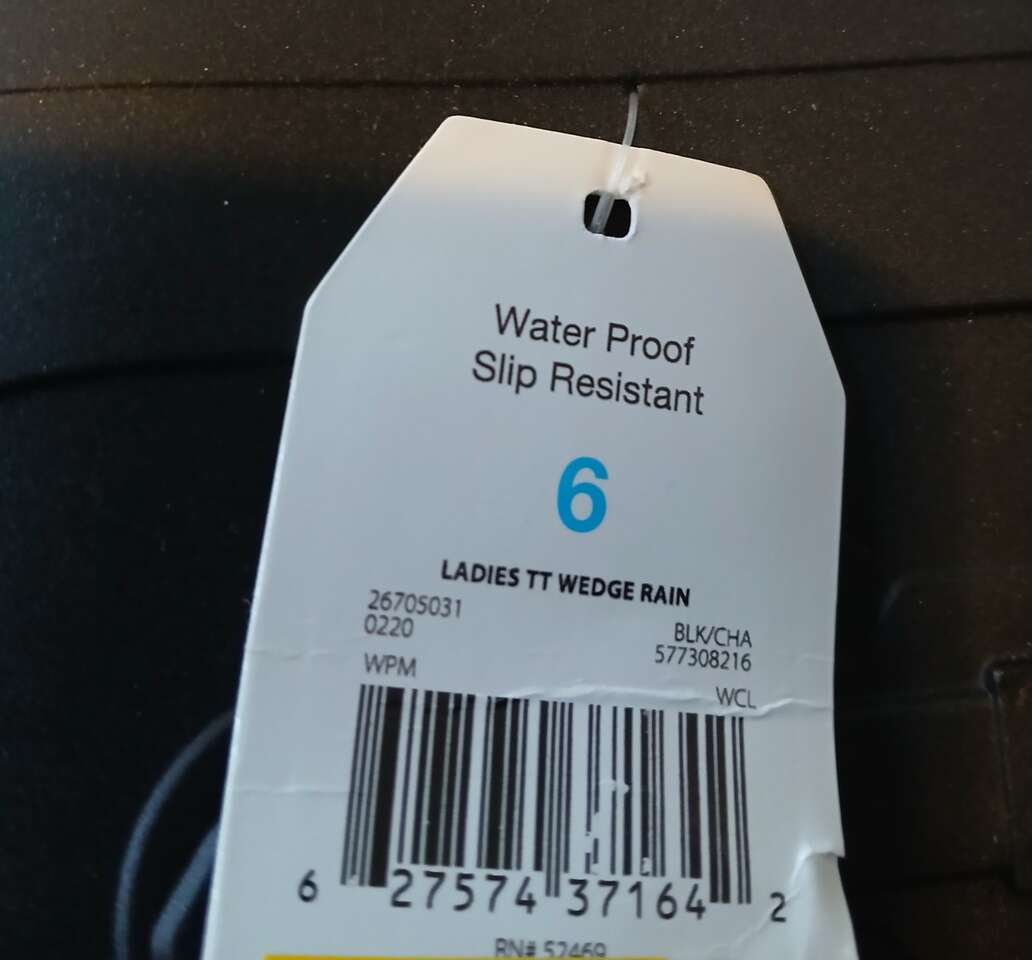 Water Proof
Slip Resistant
6
LADIES TT WEDGE RAIN
26705031
0220
BLK/CHA
577308216
WPM
WCL
6 27574 37164 2
RN# 52469